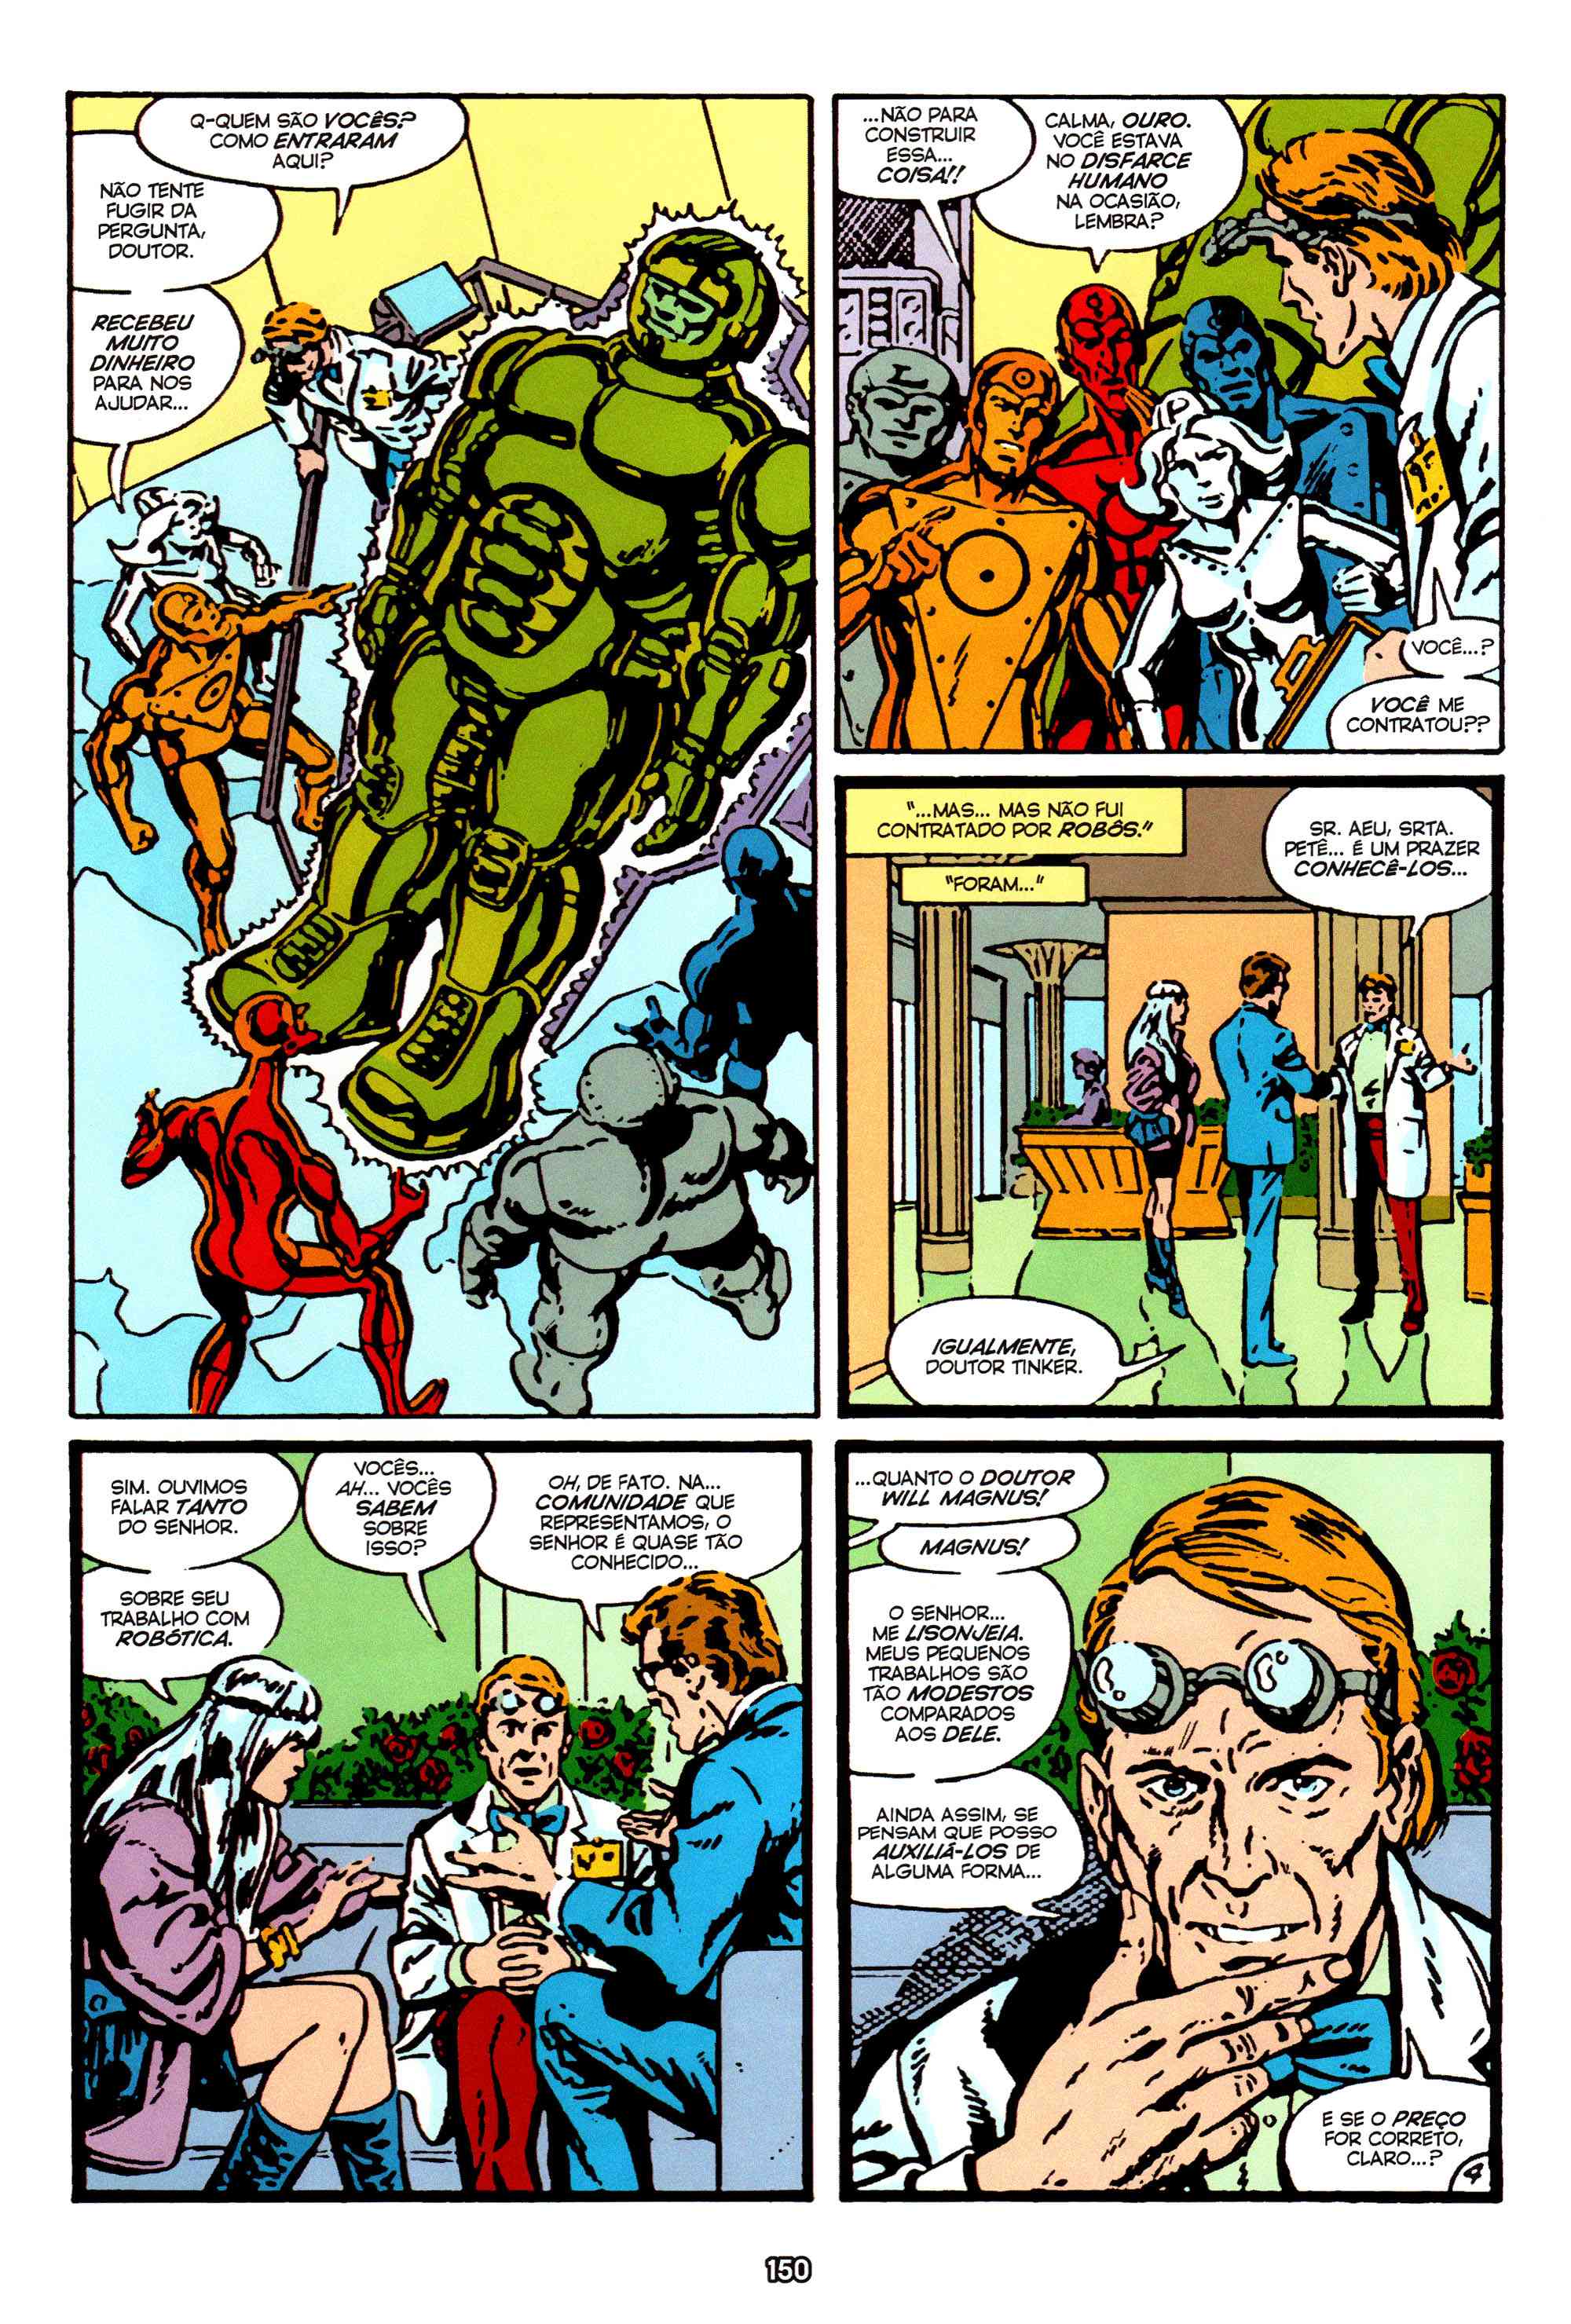 Q-QUEM SÃO VOCÊS?
COMO ENTRARAM
AQUI?
NÃO TENTE
FUGIR DA
PERGUNTA,
DOUTOR.
RECEBEU
MUITO
DINHEIRO
PARA NOS
AJUDAR...
...NÃO PARA
CONSTRUIR
ESSA...
COISA!!
CALMA, OURO.
VOCÊ ESTAVA
NO DISFARCE
HUMANO
NA OCASIÃO,
LEMBRA?
L
P
VOCÊ...?
VOCÊ ME
CONTRATOU??
"...MAS... MAS NÃO FUI
CONTRATADO POR ROBÔS."
"FORAM..."
SR. AEU, SRTA.
PETÊ... É UM PRAZER
CONHECÊ-LOS...
IGUALMENTE,
DOUTOR TINKER.
SIM. OUVIMOS
FALAR TANTO
DO SENHOR.
SOBRE SEU
TRABALHO COM
ROBÓTICA.
VOCÊS...
AH... VOCÊS
SABEM
SOBRE
ISSO?
OH, DE FATO. NA...
COMUNIDADE QUE
REPRESENTAMOS, O
SENHOR É QUASE TÃO
CONHECIDO...
...QUANTO O DOUTOR
WILL MAGNUS!
MAGNUS!
O SENHOR...
ME LISONJEIA.
MEUS PEQUENOS
TRABALHOS SÃO
TÃO MODESTOS
COMPARADOS
AOS DELE.
AINDA ASSIM, SE
PENSAM QUE POSSO
AUXILIÁ-LOS DE
ALGUMA FORMA...
E SE O PREÇO
FOR CORRETO,
CLARO...?
4
150